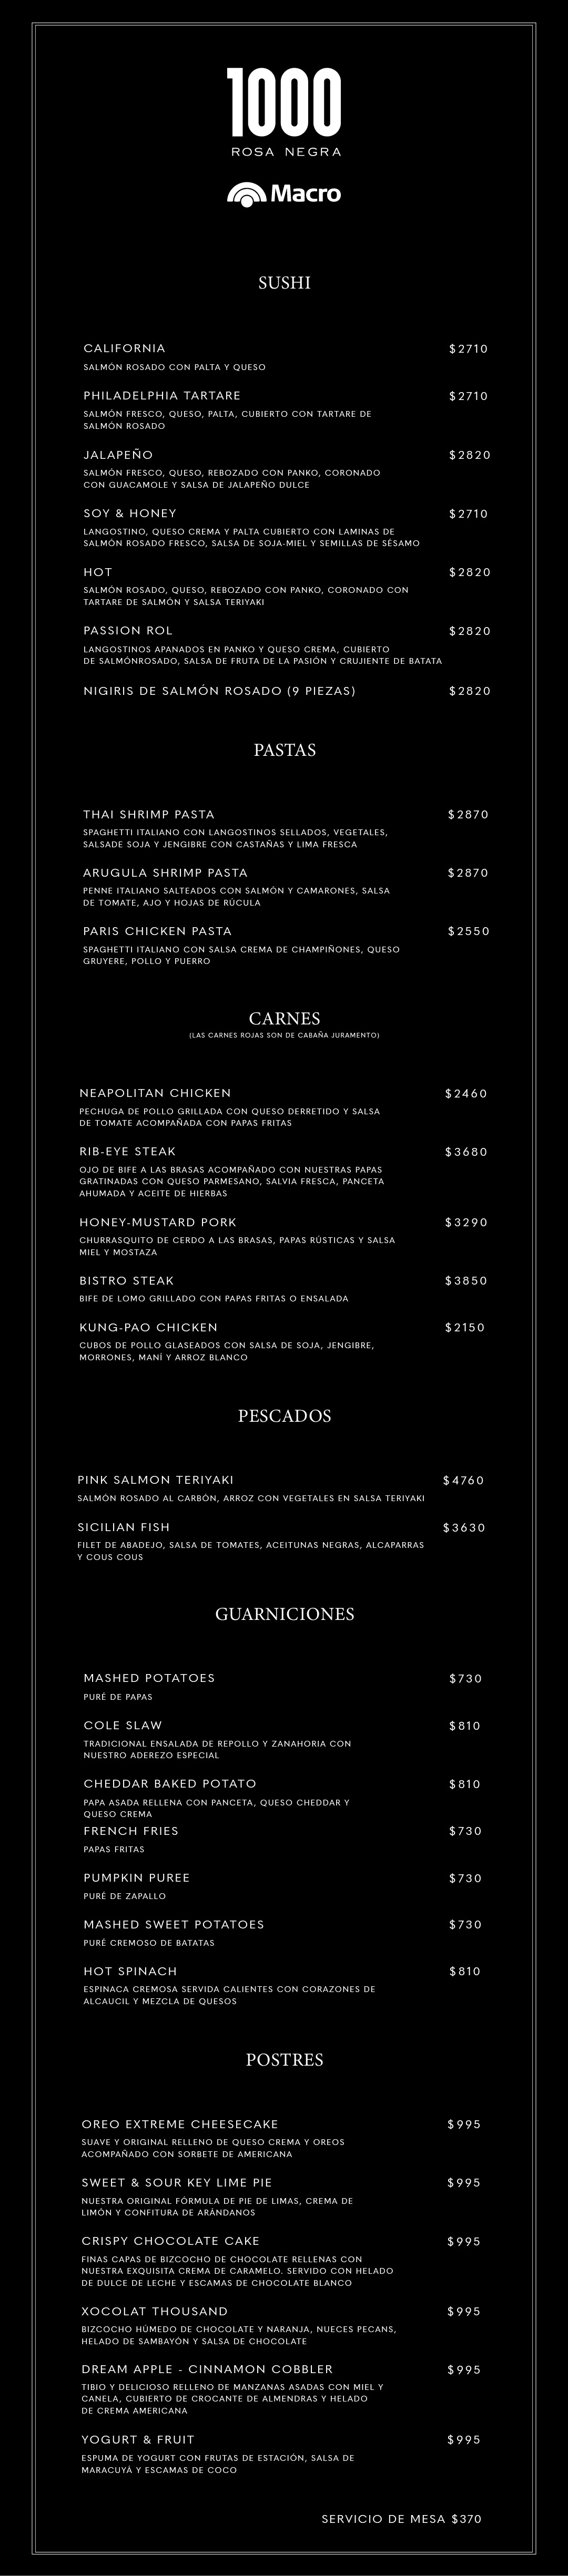 1000
ROSA NEGRA
Macro
SUSHI
CALIFORNIA $2710
SALMÓN ROSADO CON PALTA Y QUESO
PHILADELPHIA TARTARE $2710
SALMÓN FRESCO, QUESO, PALTA, CUBIERTO CON TARTARE DE
SALMÓN ROSADO
JALAPEÑO $2820
SALMÓN FRESCO, QUESO, REBOZADO CON PANKO, CORONADO
CON GUACAMOLE Y SALSA DE JALAPEÑO DULCE
SOY & HONEY $2710
LANGOSTINO, QUESO CREMA Y PALTA CUBIERTO CON LAMINAS DE
SALMÓN ROSADO FRESCO, SALSA DE SOJA-MIEL Y SEMILLAS DE SÉSAMO
HOT $2820
SALMÓN ROSADO, QUESO, REBOZADO CON PANKO, CORONADO CON
TARTARE DE SALMÓN Y SALSA TERIYAKI
PASSION ROL $2820
LANGOSTINOS APANADOS EN PANKO Y QUESO CREMA, CUBIERTO
DE SALMÓNROSADO, SALSA DE FRUTA DE LA PASIÓN Y CRUJIENTE DE BATATA
NIGIRIS DE SALMÓN ROSADO (9 PIEZAS) $2820
PASTAS
THAI SHRIMP PASTA $2870
SPAGHETTI ITALIANO CON LANGOSTINOS SELLADOS, VEGETALES,
SALSADE SOJA Y JENGIBRE CON CASTAÑAS Y LIMA FRESCA
ARUGULA SHRIMP PASTA $2870
PENNE ITALIANO SALTEADOS CON SALMÓN Y CAMARONES, SALSA
DE TOMATE, AJO Y HOJAS DE RÚCULA
PARIS CHICKEN PASTA $2550
SPAGHETTI ITALIANO CON SALSA CREMA DE CHAMPIÑONES, QUESO
GRUYERE, POLLO Y PUERRO
CARNES
(LAS CARNES ROJAS SON DE CABAÑA JURAMENTO)
NEAPOLITAN CHICKEN $2460
PECHUGA DE POLLO GRILLADA CON QUESO DERRETIDO Y SALSA
DE TOMATE ACOMPAÑADA CON PAPAS FRITAS
RIB-EYE STEAK $3680
OJO DE BIFE A LAS BRASAS ACOMPAÑADO CON NUESTRAS PAPAS
GRATINADAS CON QUESO PARMESANO, SALVIA FRESCA, PANCETA
AHUMADA Y ACEITE DE HIERBAS
HONEY-MUSTARD PORK $3290
CHURRASQUITO DE CERDO A LAS BRASAS, PAPAS RÚSTICAS Y SALSA
MIEL Y MOSTAZA
BISTRO STEAK $3850
BIFE DE LOMO GRILLADO CON PAPAS FRITAS O ENSALADA
KUNG-PAO CHICKEN $2150
CUBOS DE POLLO GLASEADOS CON SALSA DE SOJA, JENGIBRE,
MORRONES, MANÍ Y ARROZ BLANCO
PESCADOS
PINK SALMON TERIYAKI $4760
SALMÓN ROSADO AL CARBÓN, ARROZ CON VEGETALES EN SALSA TERIYAKI
SICILIAN FISH $3630
FILET DE ABADEJO, SALSA DE TOMATES, ACEITUNAS NEGRAS, ALCAPARRAS
Y COUS COUS
GUARNICIONES
MASHED POTATOES $730
PURÉ DE PAPAS
COLE SLAW $810
TRADICIONAL ENSALADA DE REPOLLO Y ZANAHORIA CON
NUESTRO ADEREZO ESPECIAL
CHEDDAR BAKED POTATO $810
PAPA ASADA RELLENA CON PANCETA, QUESO CHEDDAR Y
QUESO CREMA
FRENCH FRIES $730
PAPAS FRITAS
PUMPKIN PUREE $730
PURÉ DE ZAPALLO
MASHED SWEET POTATOES $730
PURÉ CREMOSO DE BATATAS
HOT SPINACH $810
ESPINACA CREMOSA SERVIDA CALIENTES CON CORAZONES DE
ALCAUCIL Y MEZCLA DE QUESOS
POSTRES
OREO EXTREME CHEESECAKE $995
SUAVE Y ORIGINAL RELLENO DE QUESO CREMA Y OREOS
ACOMPAÑADO CON SORBETE DE AMERICANA
SWEET & SOUR KEY LIME PIE $995
NUESTRA ORIGINAL FÓRMULA DE PIE DE LIMAS, CREMA DE
LIMÓN Y CONFITURA DE ARÁNDANOS
CRISPY CHOCOLATE CAKE $995
FINAS CAPAS DE BIZCOCHO DE CHOCOLATE RELLENAS CON
NUESTRA EXQUISITA CREMA DE CARAMELO. SERVIDO CON HELADO
DE DULCE DE LECHE Y ESCAMAS DE CHOCOLATE BLANCO
XOCOLAT THOUSAND $995
BIZCOCHO HÚMEDO DE CHOCOLATE Y NARANJA, NUECES PECANS,
HELADO DE SAMBAYÓN Y SALSA DE CHOCOLATE
DREAM APPLE - CINNAMON COBBLER $995
TIBIO Y DELICIOSO RELLENO DE MANZANAS ASADAS CON MIEL Y
CANELA, CUBIERTO DE CROCANTE DE ALMENDRAS Y HELADO
DE CREMA AMERICANA
YOGURT & FRUIT $995
ESPUMA DE YOGURT CON FRUTAS DE ESTACIÓN, SALSA DE
MARACUYÁ Y ESCAMAS DE COCO
SERVICIO DE MESA $370